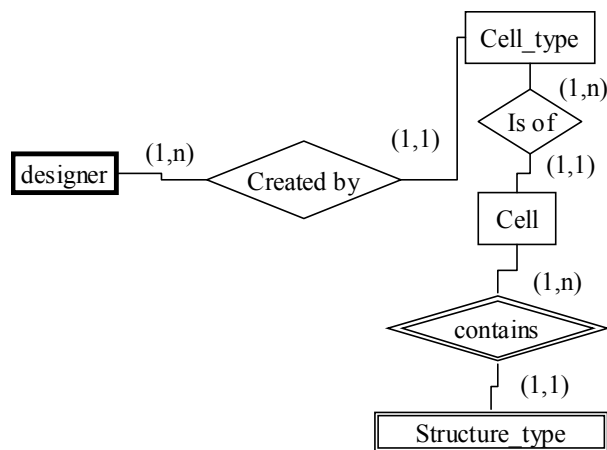 Cell_type
(1,n)
Is of
(1,n)
(1,1)
(1,1)
designer
Created by
Cell
(1,n)
contains
(1,1)
Structure_type